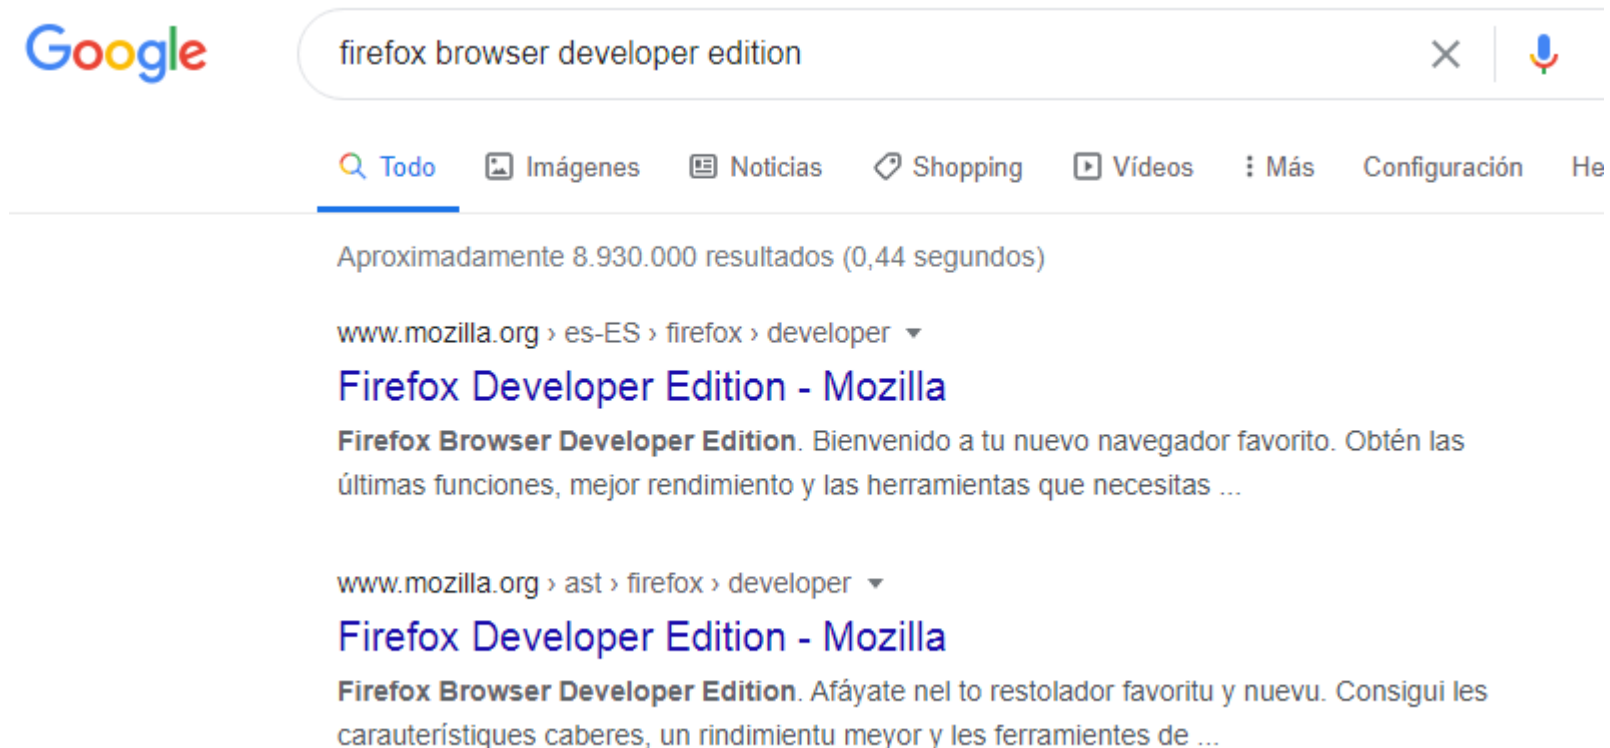 Google
firefox browser developer edition
Todo Imágenes Noticias Shopping Vídeos Más Configuración He
Aproximadamente 8.930.000 resultados (0,44 segundos)
www.mozilla.org › es-ES › firefox › developer
Firefox Developer Edition - Mozilla
Firefox Browser Developer Edition. Bienvenido a tu nuevo navegador favorito. Obtén las
últimas funciones, mejor rendimiento y las herramientas que necesitas ...
www.mozilla.org › ast › firefox › developer
Firefox Developer Edition - Mozilla
Firefox Browser Developer Edition. Afáyate nel to restolador favoritu y nuevu. Consigui les
carauterístiques caberes, un rindimientu meyor y les ferramientes de ...